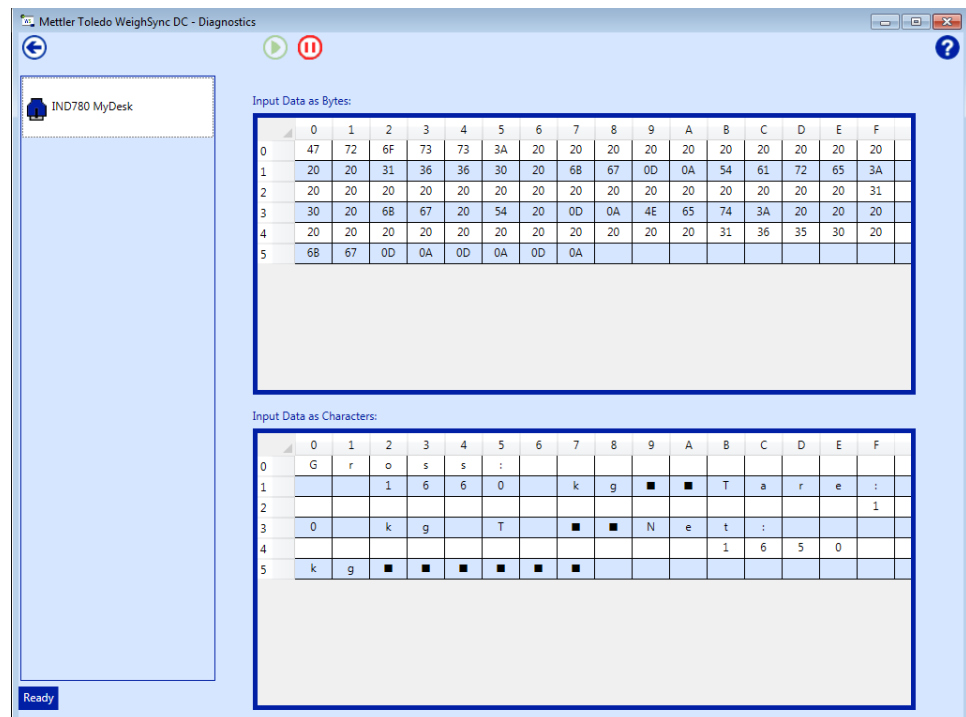 Mettler Toledo WeighSync DC - Diagnostics
IND780 MyDesk
Input Data as Bytes:
0 1 2 3 4 5 6 7 8 9 A B C D E F
0 47 72 6F 73 73 3A 20 20 20 20 20 20 20 20 20 20
1 20 20 31 36 36 30 20 6B 67 0D 0A 54 61 72 65 3A
2 20 20 20 20 20 20 20 20 20 20 20 20 20 20 20 31
3 30 20 6B 67 20 54 20 0D 0A 4E 65 74 3A 20 20 20
4 20 20 20 20 20 20 20 20 20 20 20 31 36 35 30 20
5 6B 67 0D 0A 0D 0A 0D 0A
Input Data as Characters:
0 1 2 3 4 5 6 7 8 9 A B C D E F
0 G r o s s :
1 1 6 6 0 k g ■ ■ T a r e :
2 1
3 0 k g T ■ ■ N e t :
4 1 6 5 0
5 k g ■ ■ ■ ■ ■ ■
Ready